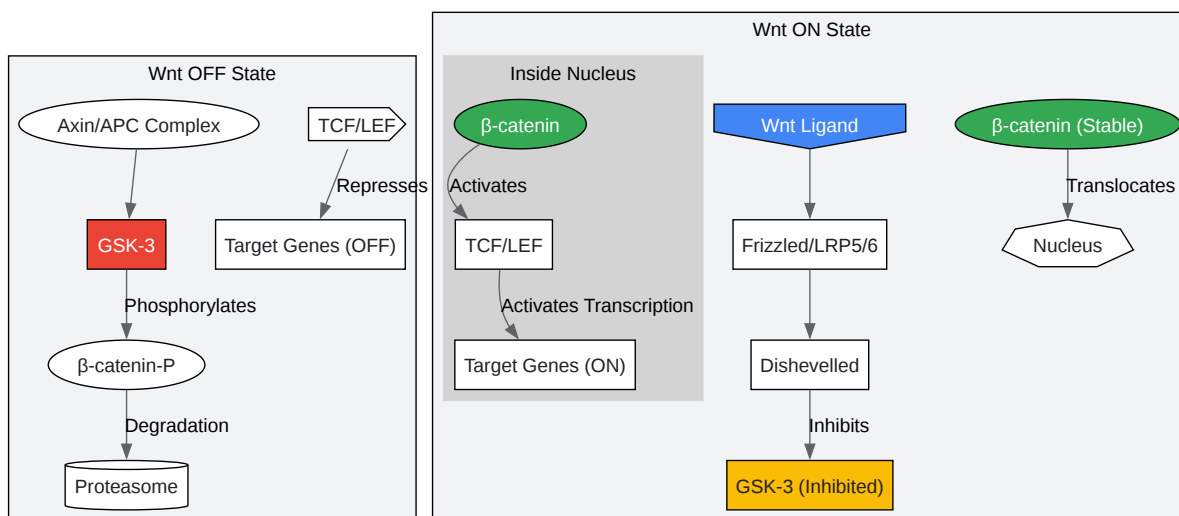 Wnt OFF State
Axin/APC Complex
TCF/LEF
Represses
GSK-3
Target Genes (OFF)
Phosphorylates
β-catenin-P
Degradation
Proteasome
Wnt ON State
Inside Nucleus
β-catenin
Activates
TCF/LEF
Activates Transcription
Target Genes (ON)
Wnt Ligand
Frizzled/LRP5/6
Dishevelled
Inhibits
GSK-3 (Inhibited)
β-catenin (Stable)
Translocates
Nucleus